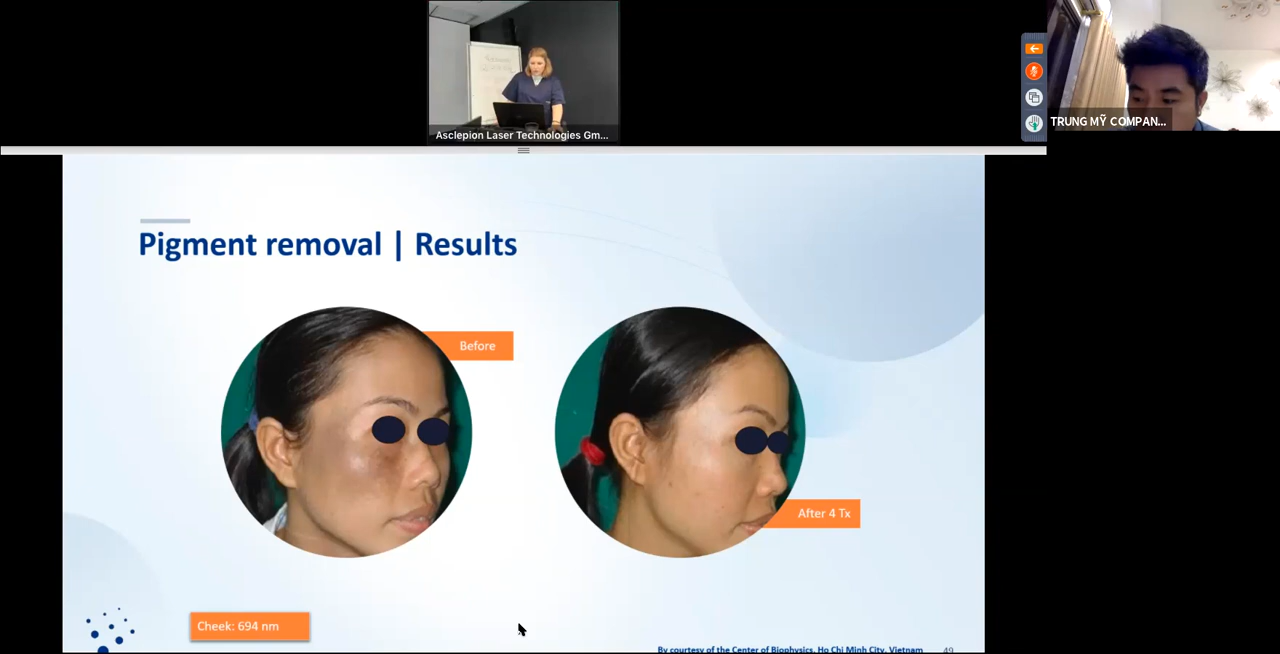 Asclepion Laser Technologies Gm...
TRUNG MỸ COMPAN...
Pigment removal | Results
Before
After 4 Tx
Cheek: 694 nm
By courtesy of the Center of Biophysics, Ho Chi Minh City, Vietnam
49